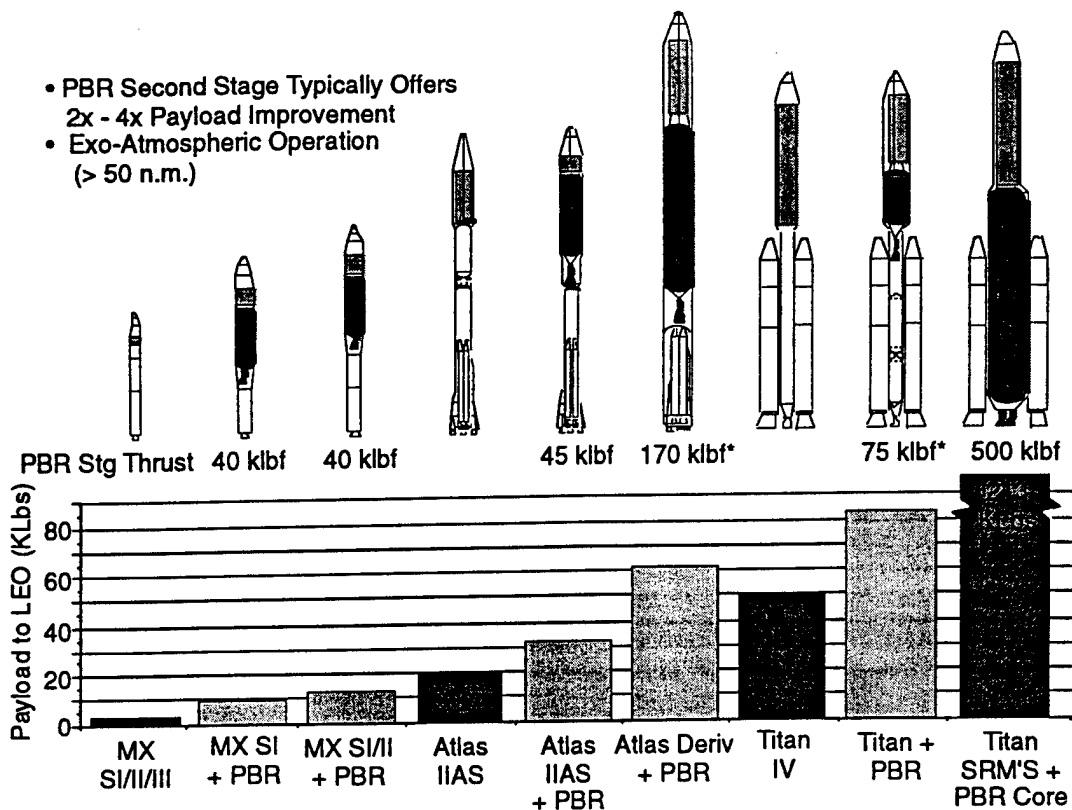 • PBR Second Stage Typically Offers
2x - 4x Payload Improvement
• Exo-Atmospheric Operation
(> 50 n.m.)
PBR Stg Thrust 40 klbf 40 klbf 45 klbf 170 klbf* 75 klbf* 500 klbf
Payload to LEO (KLbs)
80
60
40
20
0
MX
SI/II/III
MX SI
+ PBR
MX SI/II
+ PBR
Atlas
IIAS
Atlas
IIAS
+ PBR
Atlas Deriv
+ PBR
Titan
IV
Titan +
PBR
Titan
SRM'S +
PBR Core